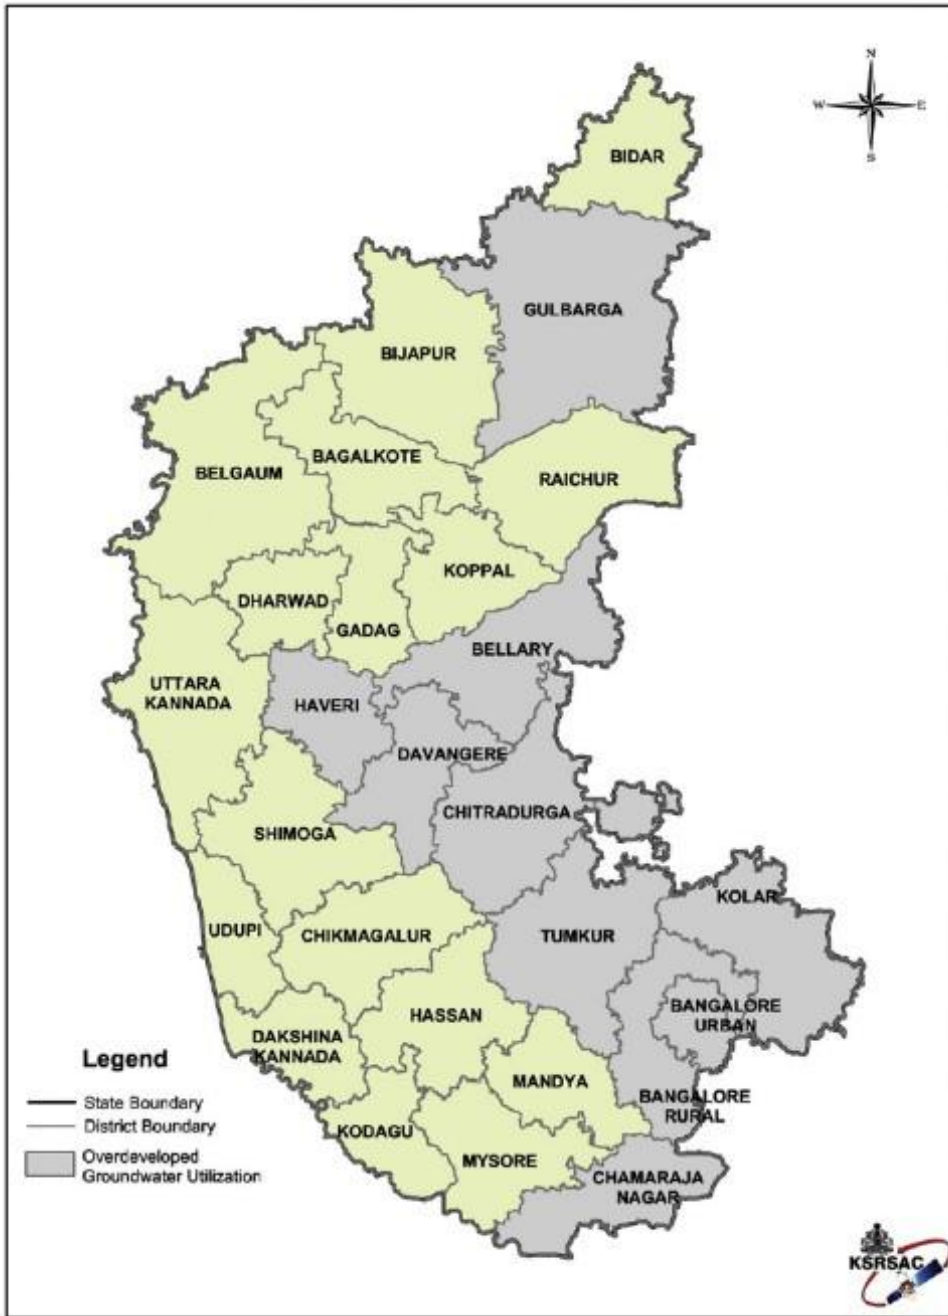 N
W E
S
BIDAR
GULBARGA
BIJAPUR
BAGALKOTE
BELGAUM
RAICHUR
KOPPAL
DHARWAD
GADAG
BELLARY
UTTARA
KANNADA
HAVERI
DAVANGERE
CHITRADURGA
SHIMOGA
KOLAR
UDUPI
CHIKMAGALUR
TUMKUR
BANGALORE
URBAN
HASSAN
DAKSHINA
KANNADA
MANDYA
BANGALORE
RURAL
KODAGU
MYSORE
CHAMARAJA
NAGAR
Legend
State Boundary
District Boundary
Overdeveloped
Groundwater Utilization
KSRSAC